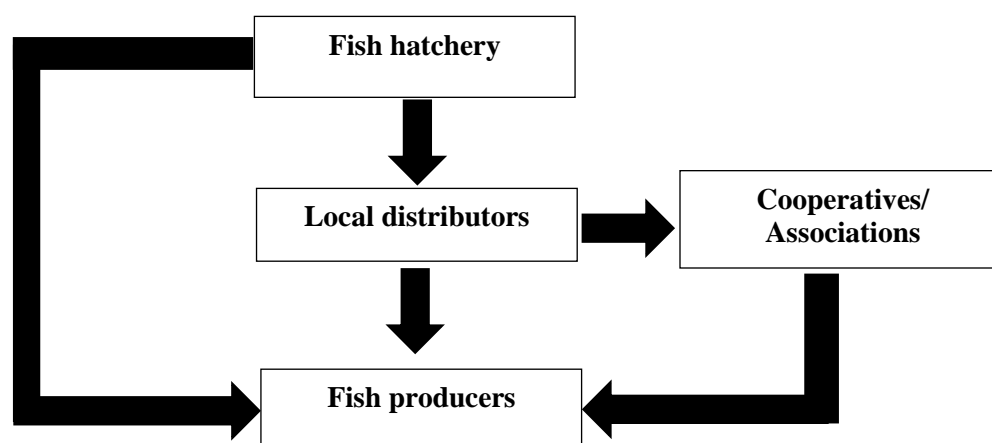 Fish hatchery
Local distributors
Cooperatives/
Associations
Fish producers